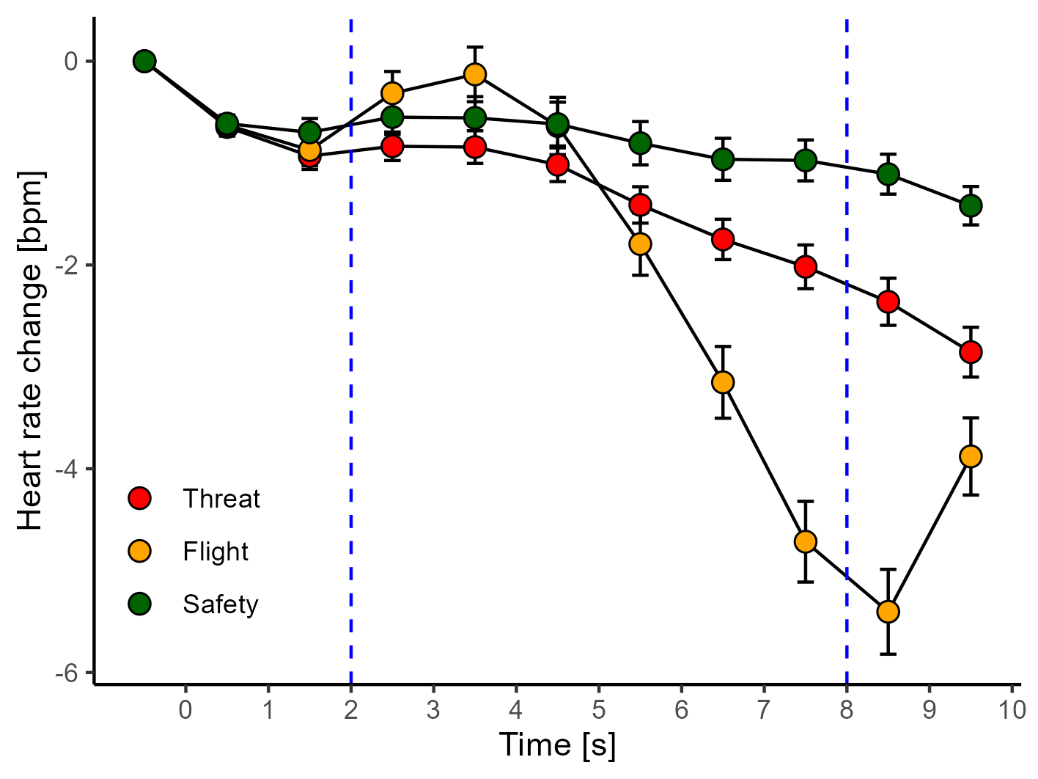 Heart rate change [bpm]
0
-2
-4
-6
Threat
Flight
Safety
0 1 2 3 4 5 6 7 8 9 10
Time [s]